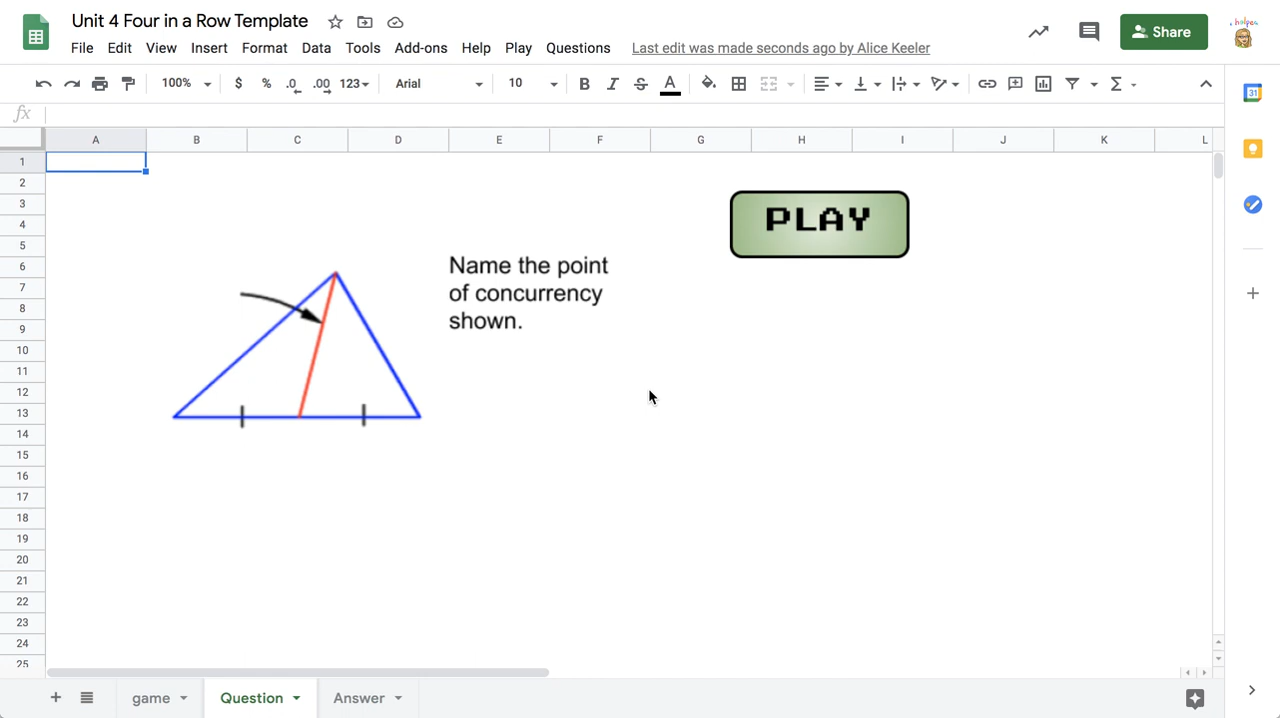 Unit 4 Four in a Row Template
File Edit View Insert Format Data Tools Add-ons Help Play Questions Last edit was made seconds ago by Alice Keeler
Share
100% $ % .0 .00 123 Arial 10 B I S A Σ
31
fx
A B C D E F G H I J K L
1
2
3
4
5
6
7
8
9
10
11
12
13
14
15
16
17
18
19
20
21
22
23
24
25
PLAY
Name the point
of concurrency
shown.
game Question Answer